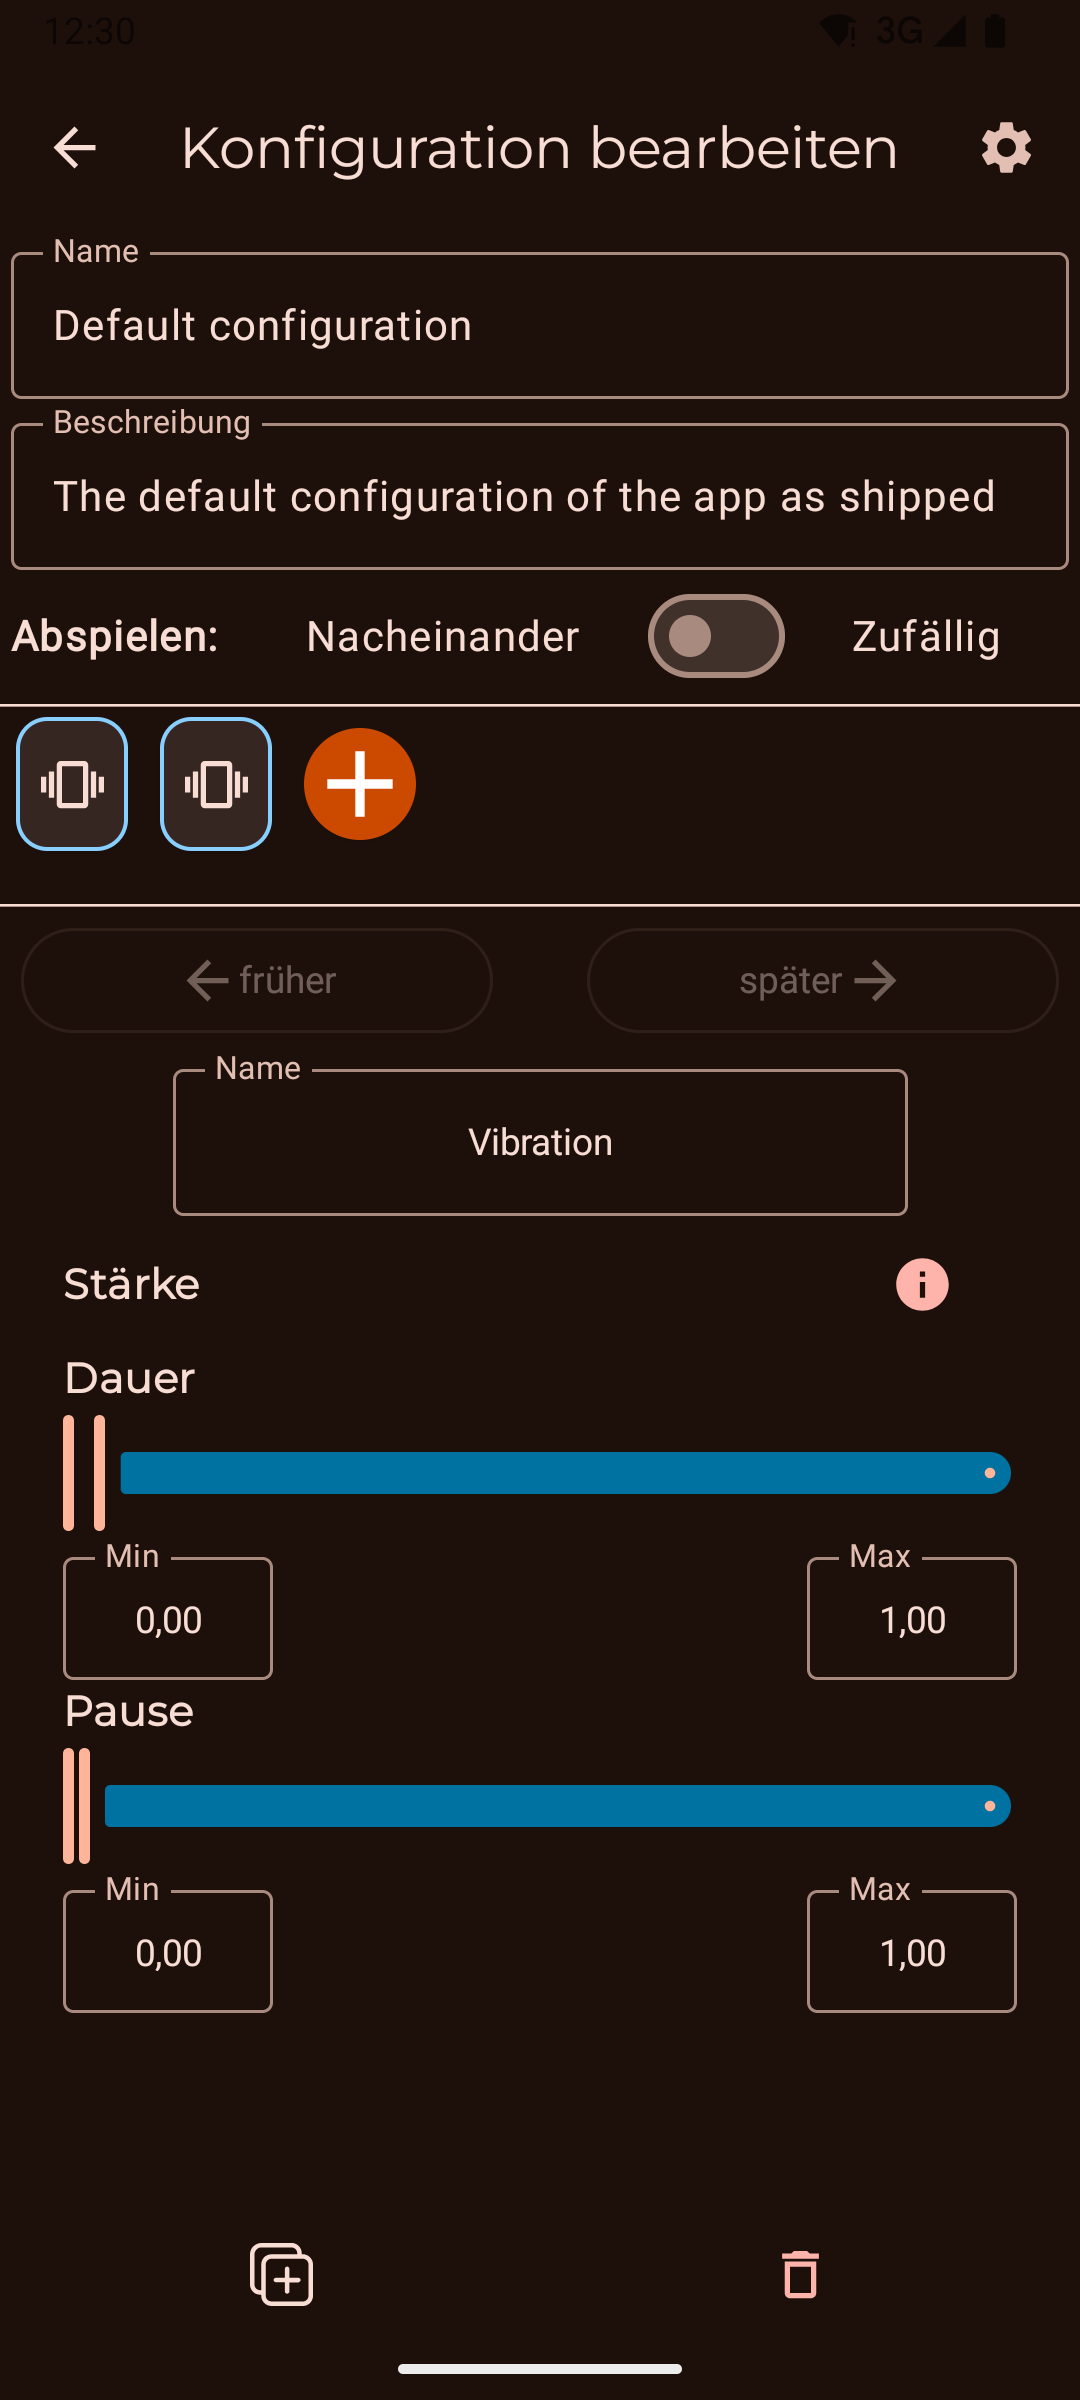 12:30
3G
Konfiguration bearbeiten
Name
Default configuration
Beschreibung
The default configuration of the app as shipped
Abspielen: Nacheinander Zufällig
früher später
Name
Vibration
Stärke
Dauer
Min Max
0,00 1,00
Pause
Min Max
0,00 1,00